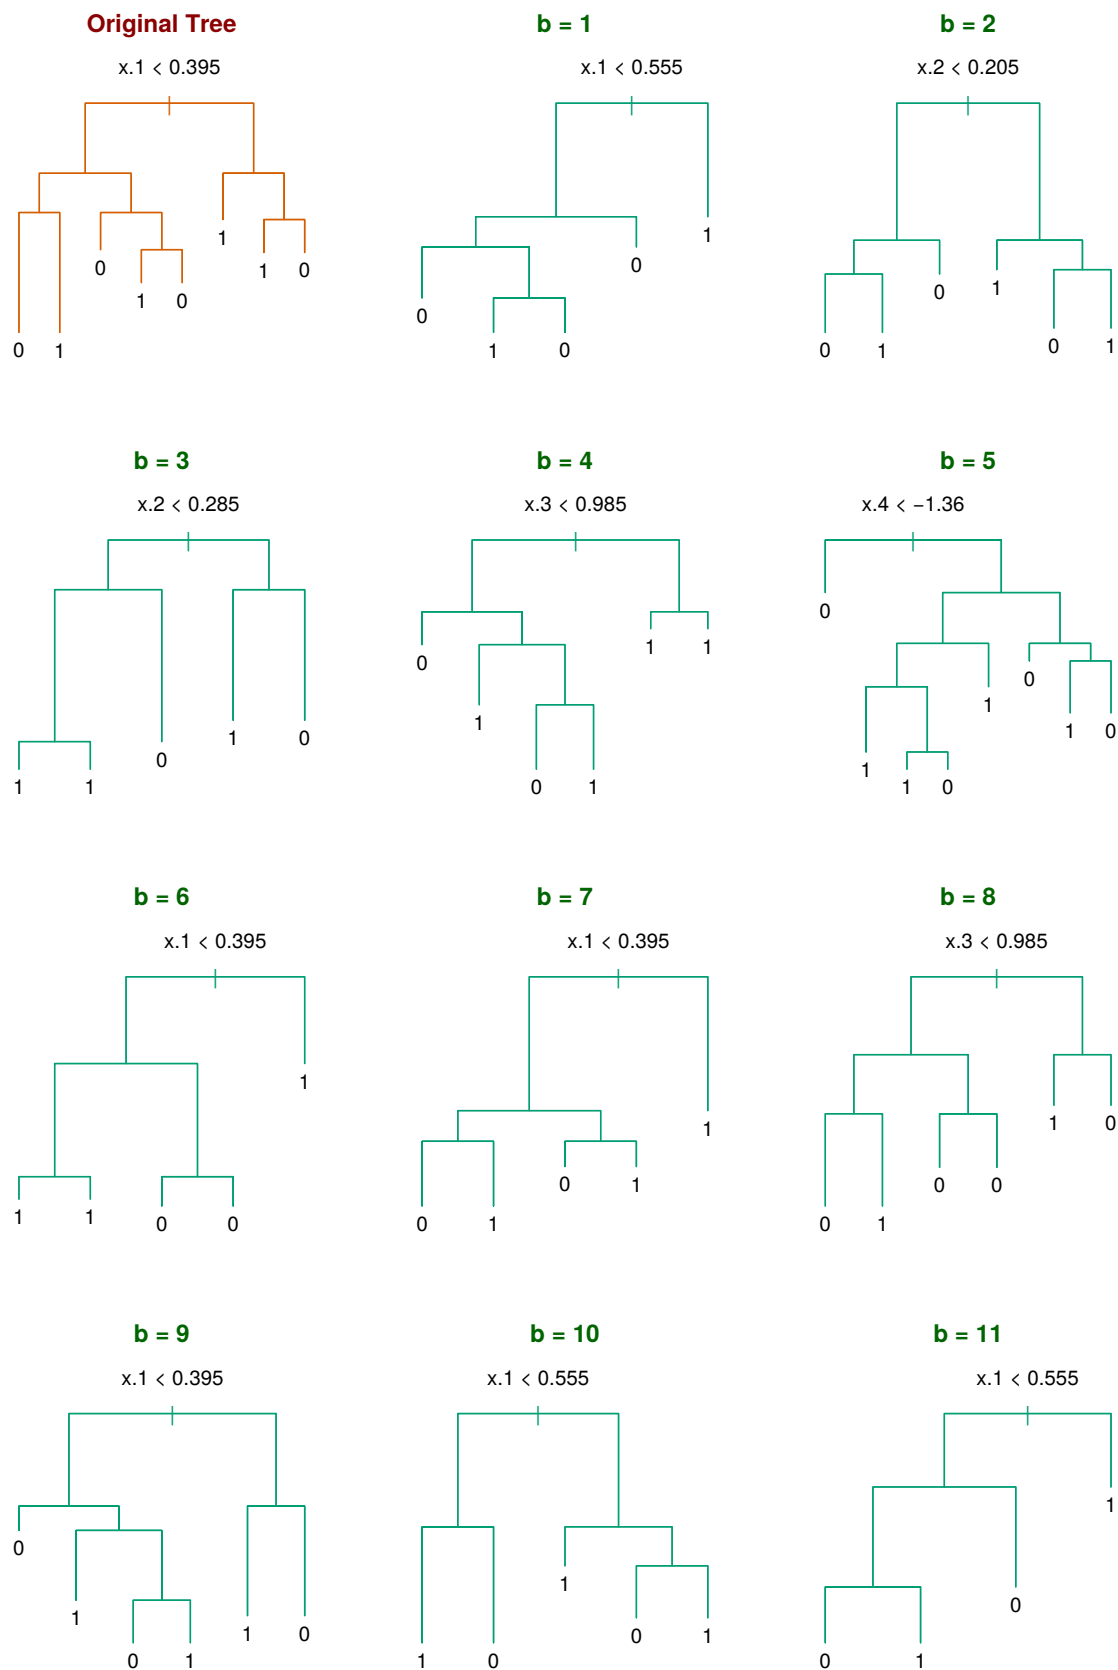 Original Tree b = 1 b = 2
x.1 < 0.395 x.1 < 0.555 x.2 < 0.205
1 1
0 0
0 1 0 0 1
1 0 0
0 1 1 0 0 1 0 1
b = 3 b = 4 b = 5
x.2 < 0.285 x.3 < 0.985 x.4 < −1.36
0
0 1 1 0
1 1
1 0 1 1 0
0 1
1 1 0 1 1 0
b = 6 b = 7 b = 8
x.1 < 0.395 x.1 < 0.395 x.3 < 0.985
1 1 1 0
0 1 0 0
1 1 0 0 0 1 0 1
b = 9 b = 10 b = 11
x.1 < 0.395 x.1 < 0.555 x.1 < 0.555
1
0
1 1 0
1 0 0 1
0 1 1 0 0 1